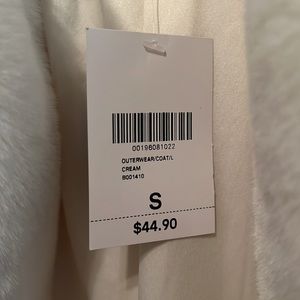 00196081022
OUTERWEAR/COAT/L
CREAM
B001410
S
$44.90